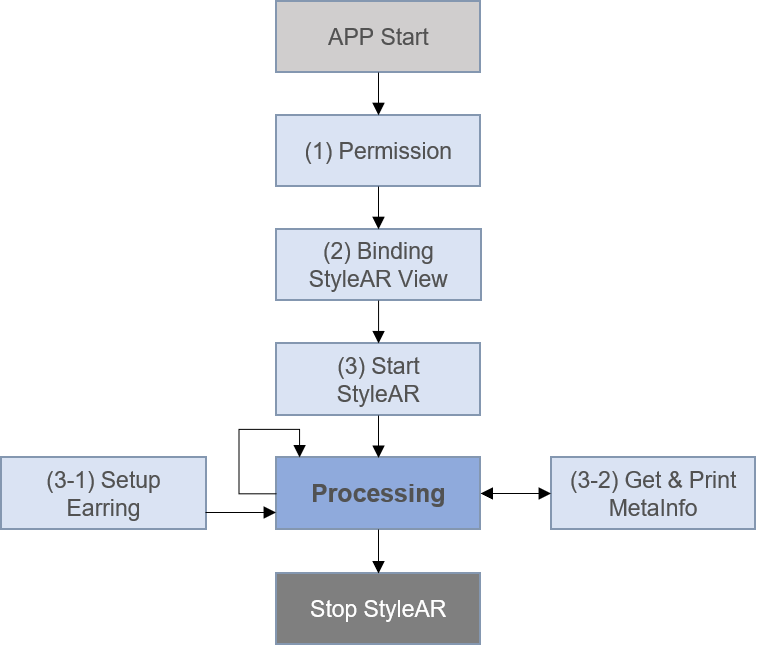 APP Start
(1) Permission
(2) Binding
StyleAR View
(3) Start
StyleAR
(3-1) Setup
Earring
Processing
(3-2) Get & Print
MetaInfo
Stop StyleAR